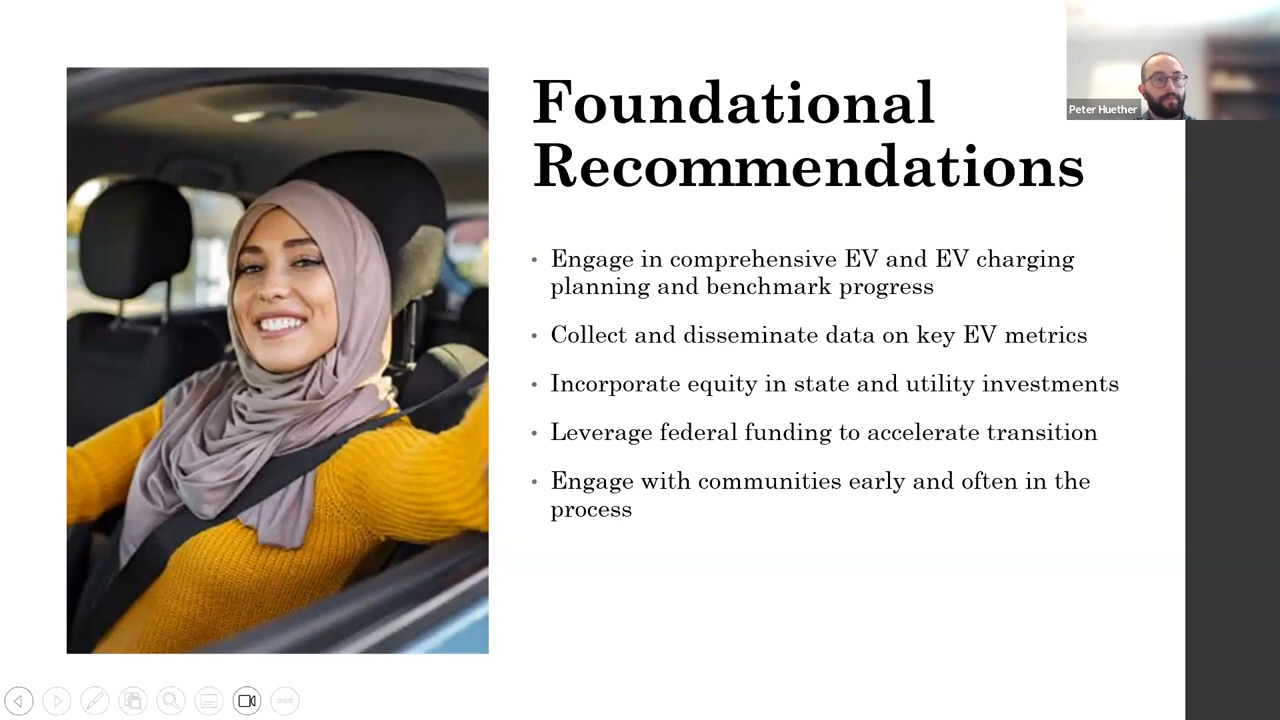 Foundational
Recommendations
Peter Huether
• Engage in comprehensive EV and EV charging
planning and benchmark progress
• Collect and disseminate data on key EV metrics
• Incorporate equity in state and utility investments
• Leverage federal funding to accelerate transition
• Engage with communities early and often in the
process